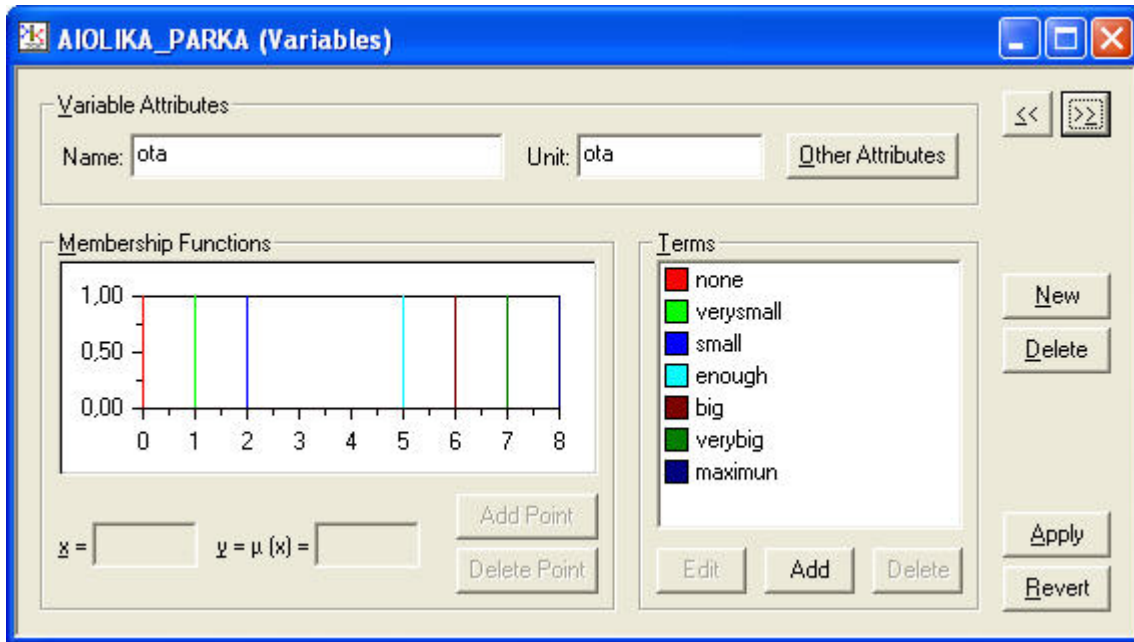 AIOLIKA_PARKA (Variables)
Variable Attributes
Name: ota Unit: ota Other Attributes
<< >>
Membership Functions
1,00
0,50
0,00
0 1 2 3 4 5 6 7 8
x = y = µ (x) =
Add Point
Delete Point
Terms
none
verysmall
small
enough
big
verybig
maximun
Edit Add Delete
New
Delete
Apply
Revert